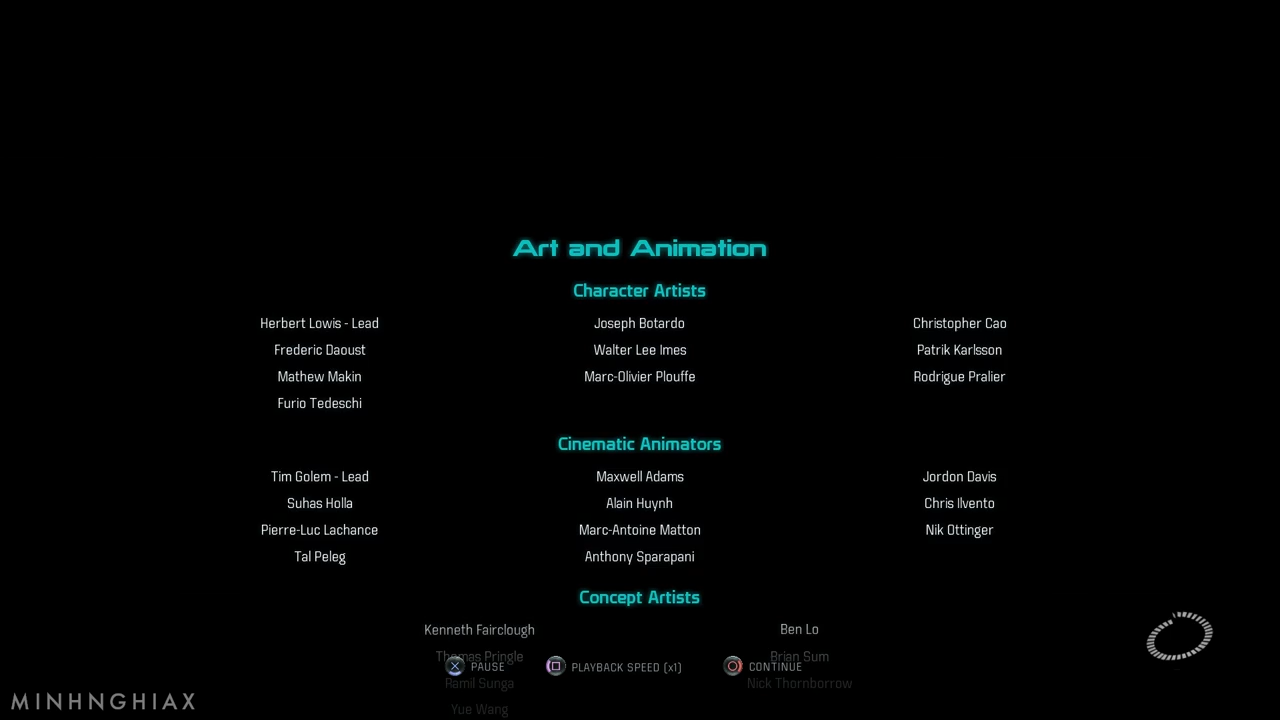 Art and Animation
Character Artists
Herbert Lowis - Lead Joseph Botardo Christopher Cao
Frederic Daoust Walter Lee Imes Patrik Karlsson
Mathew Makin Marc-Olivier Plouffe Rodrigue Pralier
Furio Tedeschi
Cinematic Animators
Tim Golem - Lead Maxwell Adams Jordon Davis
Suhas Holla Alain Huynh Chris Ilvento
Pierre-Luc Lachance Marc-Antoine Matton Nik Ottinger
Tal Peleg Anthony Sparapani
Concept Artists
Kenneth Fairclough Ben Lo
Thomas Pringle Brian Sum
PAUSE PLAYBACK SPEED (x1) CONTINUE
Ramil Sunga Nick Thornborrow
Yue Wang
MINHNGHIAX